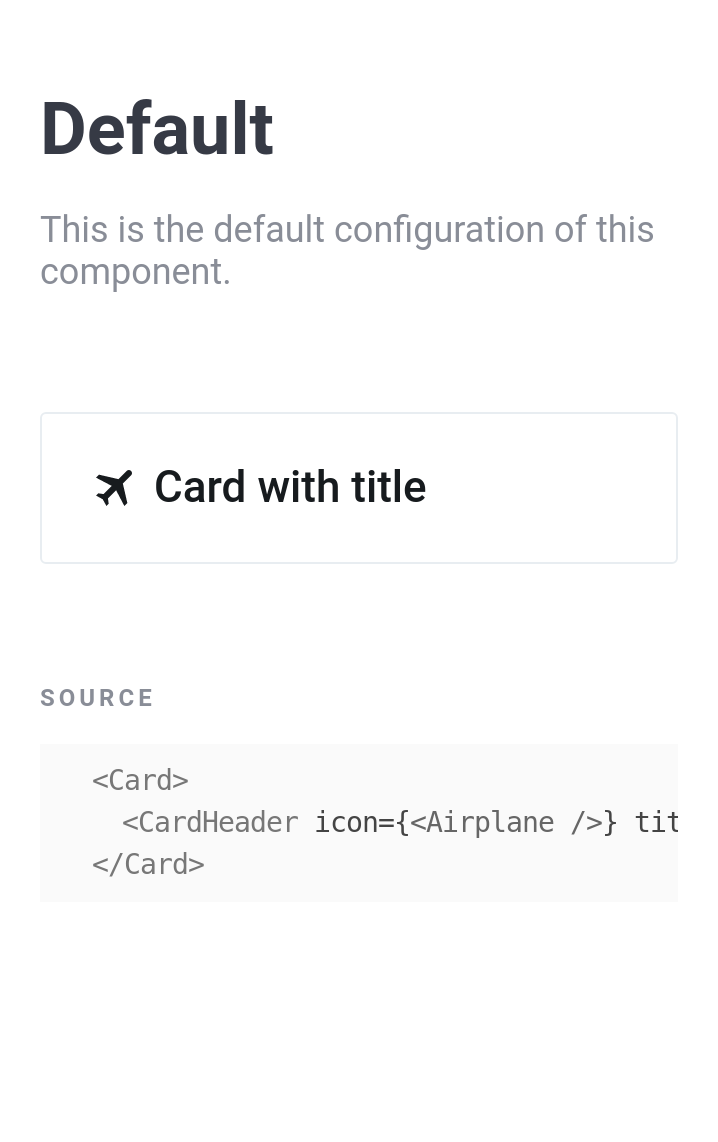 Default
This is the default configuration of this
component.
Card with title
SOURCE
<Card>
<CardHeader icon={<Airplane />} tit
</Card>